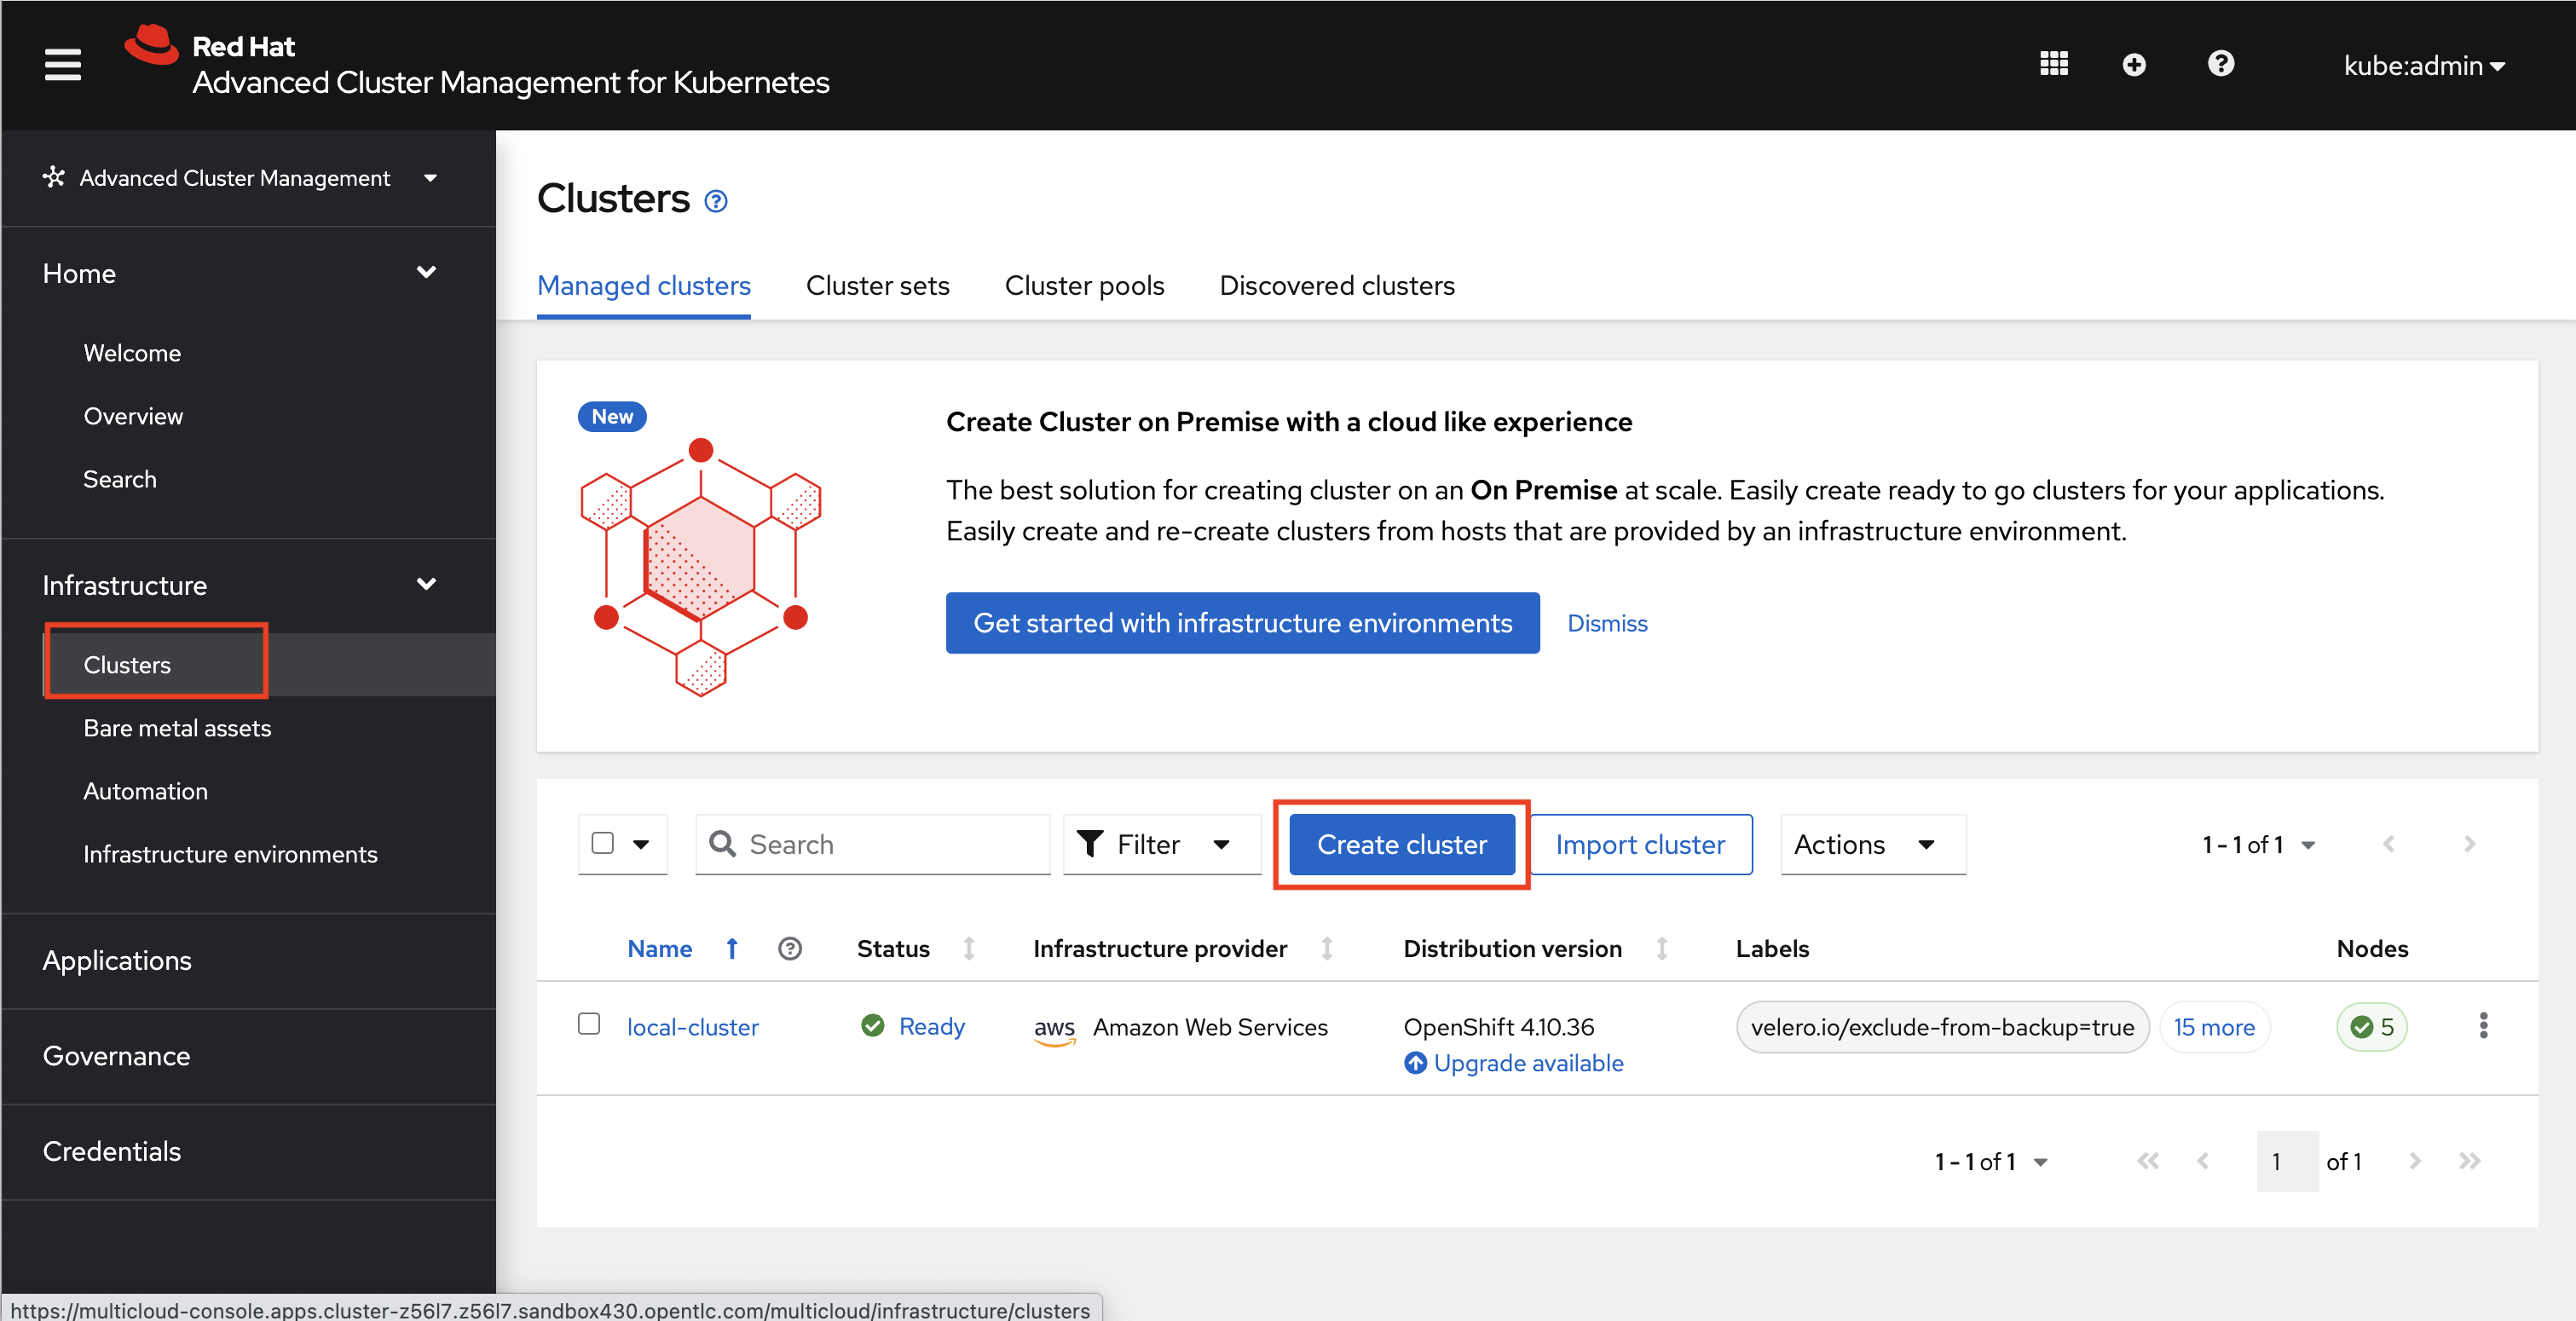 Red Hat
Advanced Cluster Management for Kubernetes
kube:admin
Advanced Cluster Management
Home
Welcome
Overview
Search
Infrastructure
Clusters
Bare metal assets
Automation
Infrastructure environments
Applications
Governance
Credentials
Clusters
Managed clusters Cluster sets Cluster pools Discovered clusters
New
Create Cluster on Premise with a cloud like experience
The best solution for creating cluster on an On Premise at scale. Easily create ready to go clusters for your applications.
Easily create and re-create clusters from hosts that are provided by an infrastructure environment.
Get started with infrastructure environments Dismiss
Search Filter Create cluster Import cluster Actions 1 - 1 of 1
Name Status Infrastructure provider Distribution version Labels Nodes
local-cluster Ready aws Amazon Web Services OpenShift 4.10.36 velero.io/exclude-from-backup=true 15 more 5
Upgrade available
1 - 1 of 1 1 of 1
https://multicloud-console.apps.cluster-z56l7.z56l7.sandbox430.opentlc.com/multicloud/infrastructure/clusters